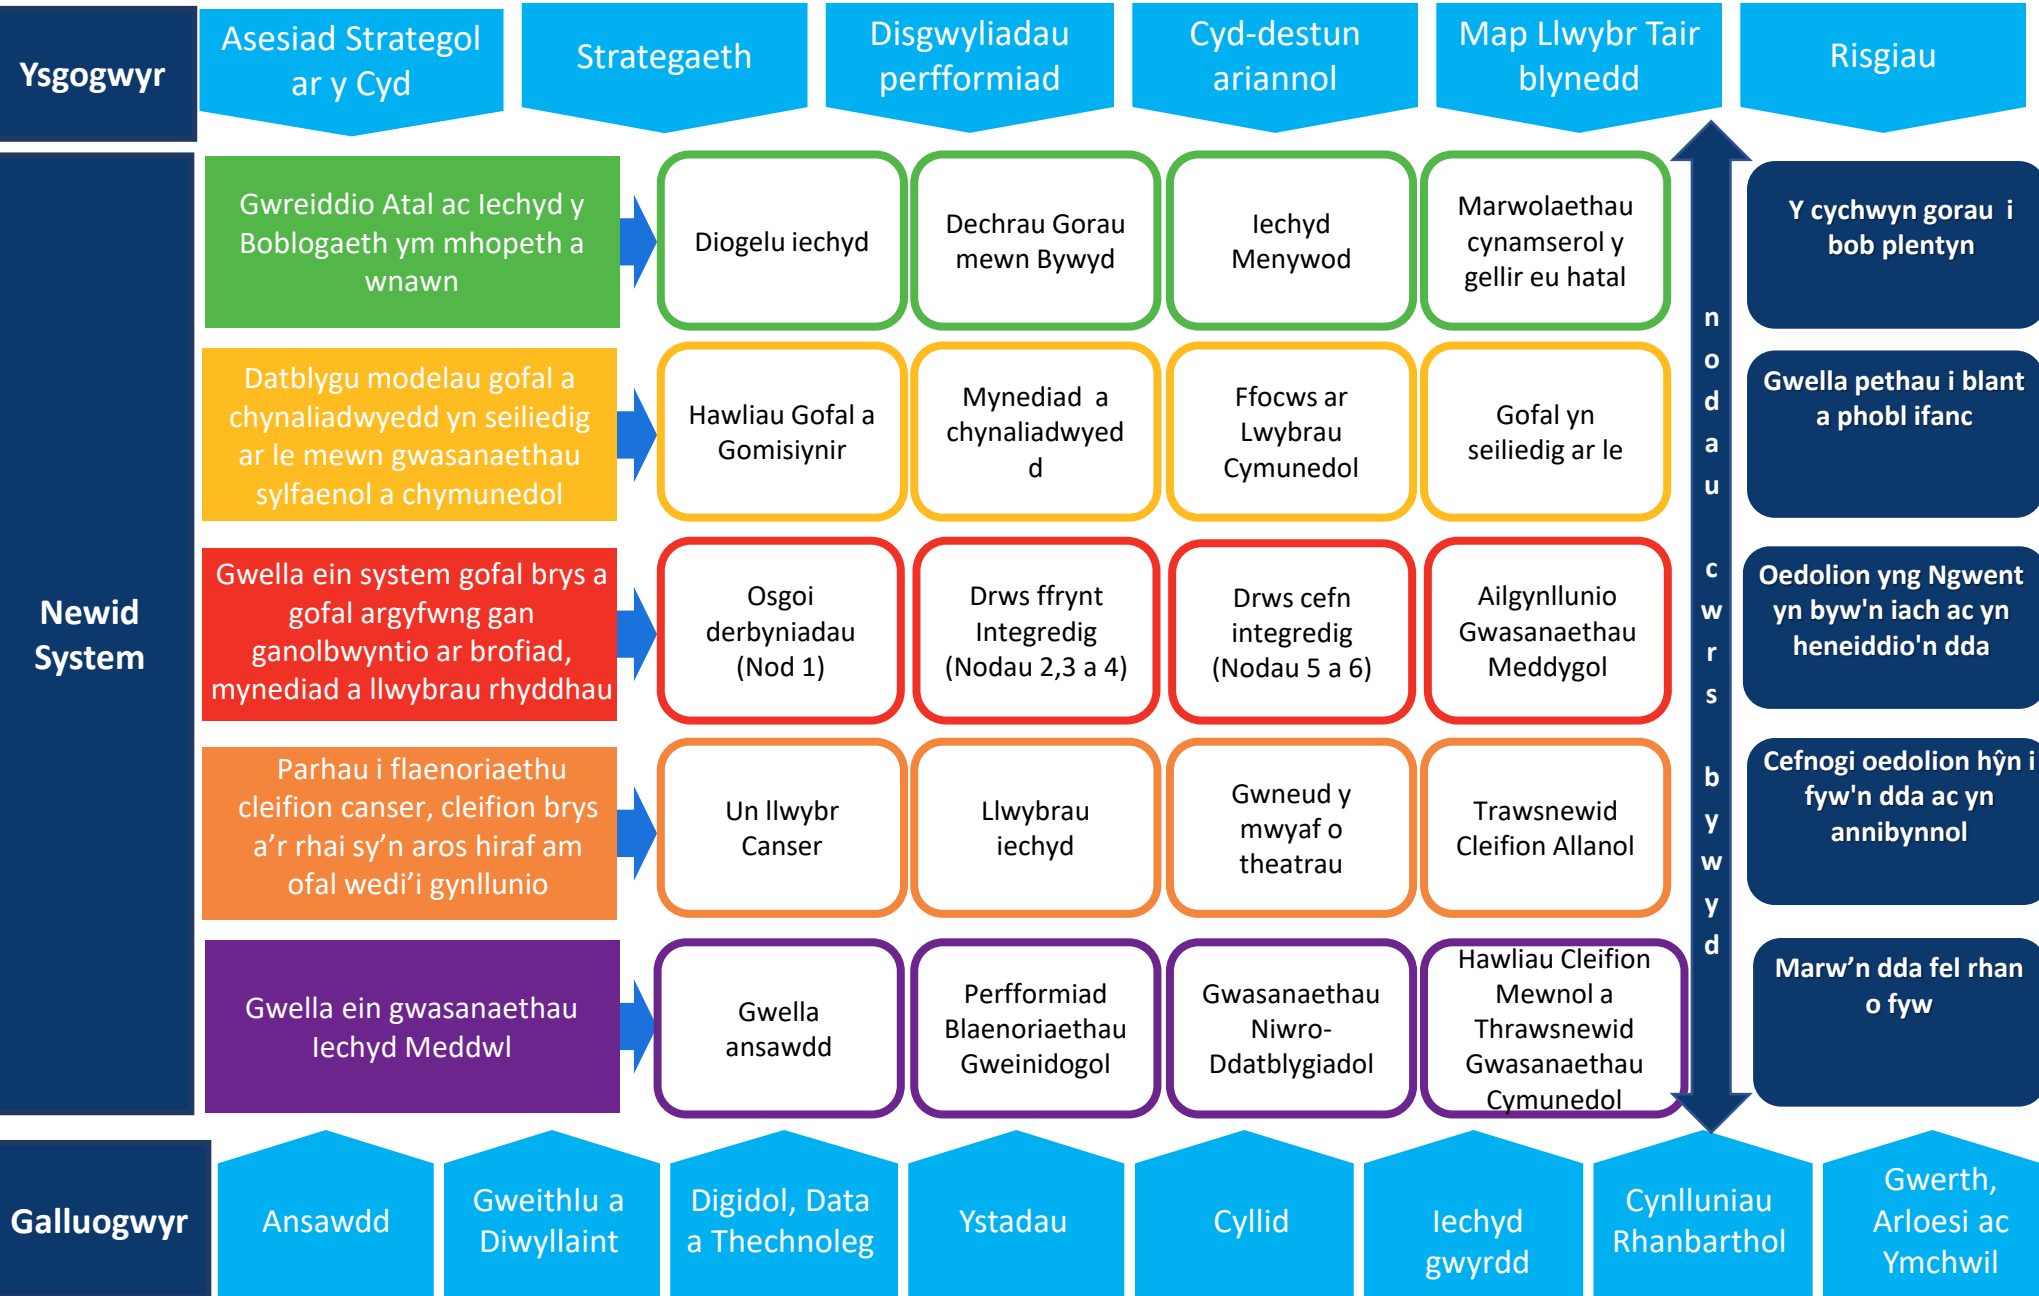 Ysgogwyr
Asesiad Strategol
ar y Cyd
Strategaeth
Disgwyliadau
perfformiad
Cyd-destun
ariannol
Map Llwybr Tair
blynedd
Risgiau
Newid
System
Gwreiddio Atal ac Iechyd y
Boblogaeth ym mhopeth a
wnawn
Diogelu iechyd
Dechrau Gorau
mewn Bywyd
Iechyd
Menywod
Marwolaethau
cynamserol y
gellir eu hatal
Datblygu modelau gofal a
chynaliadwyedd yn seiliedig
ar le mewn gwasanaethau
sylfaenol a chymunedol
Hawliau Gofal a
Gomisiynir
Mynediad a
chynaliadwyed
d
Ffocws ar
Lwybrau
Cymunedol
Gofal yn
seiliedig ar le
Gwella ein system gofal brys a
gofal argyfwng gan
ganolbwyntio ar brofiad,
mynediad a llwybrau rhyddhau
Osgoi
derbyniadau
(Nod 1)
Drws ffrynt
Integredig
(Nodau 2,3 a 4)
Drws cefn
integredig
(Nodau 5 a 6)
Ailgynllunio
Gwasanaethau
Meddygol
Parhau i flaenoriaethu
cleifion canser, cleifion brys
a’r rhai sy’n aros hiraf am
ofal wedi’i gynllunio
Un llwybr
Canser
Llwybrau
iechyd
Gwneud y
mwyaf o
theatrau
Trawsnewid
Cleifion Allanol
Gwella ein gwasanaethau
Iechyd Meddwl
Gwella
ansawdd
Perfformiad
Blaenoriaethau
Gweinidogol
Gwasanaethau
Niwro-
Ddatblygiadol
Hawliau Cleifion
Mewnol a
Thrawsnewid
Gwasanaethau
Cymunedol
nodau cwrs bywyd
Y cychwyn gorau i
bob plentyn
Gwella pethau i blant
a phobl ifanc
Oedolion yng Ngwent
yn byw'n iach ac yn
heneiddio'n dda
Cefnogi oedolion hŷn i
fyw'n dda ac yn
annibynnol
Marw’n dda fel rhan
o fyw
Galluogwyr
Ansawdd
Gweithlu a
Diwyllaint
Digidol, Data
a Thechnoleg
Ystadau
Cyllid
Iechyd
gwyrdd
Cynlluniau
Rhanbarthol
Gwerth,
Arloesi ac
Ymchwil